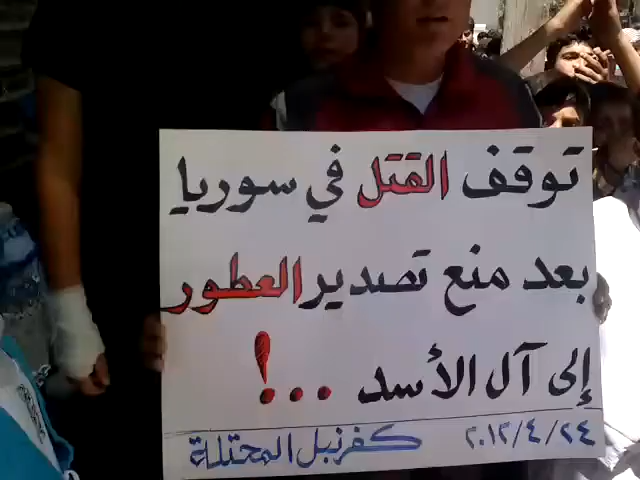 توقف القتل في سوريا
بعد منع تصدير العطور
إلى آل الأسد ...!
كفرنبل المحتلة ٢٠١٢/٤/٢٤